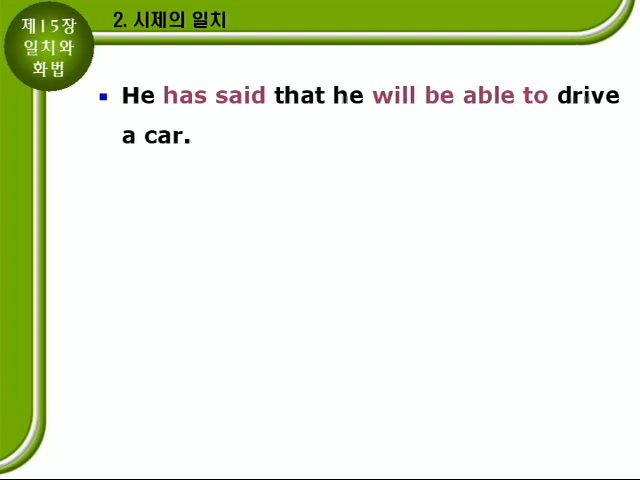 제15장
일치와
화법
2. 시제의 일치
He has said that he will be able to drive
a car.